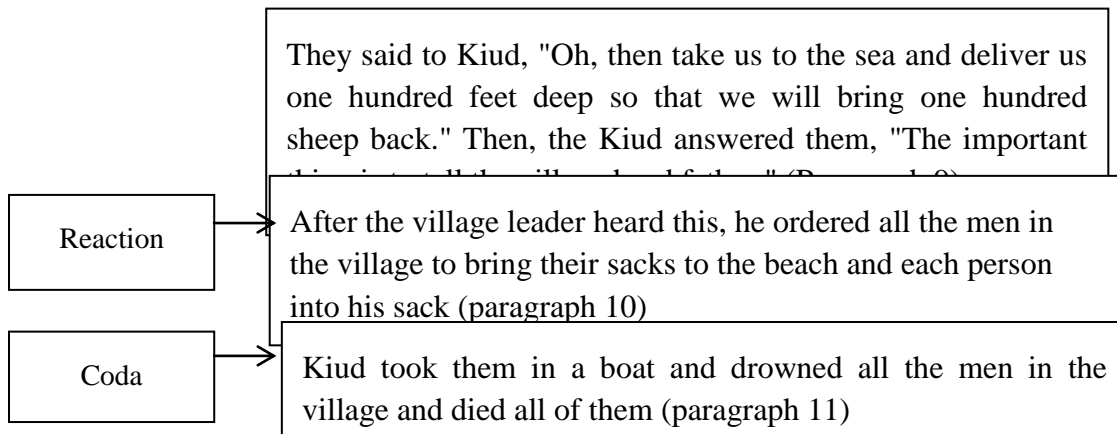 They said to Kiud, "Oh, then take us to the sea and deliver us
one hundred feet deep so that we will bring one hundred
sheep back." Then, the Kiud answered them, "The important
Reaction
After the village leader heard this, he ordered all the men in
the village to bring their sacks to the beach and each person
into his sack (paragraph 10)
Coda
Kiud took them in a boat and drowned all the men in the
village and died all of them (paragraph 11)